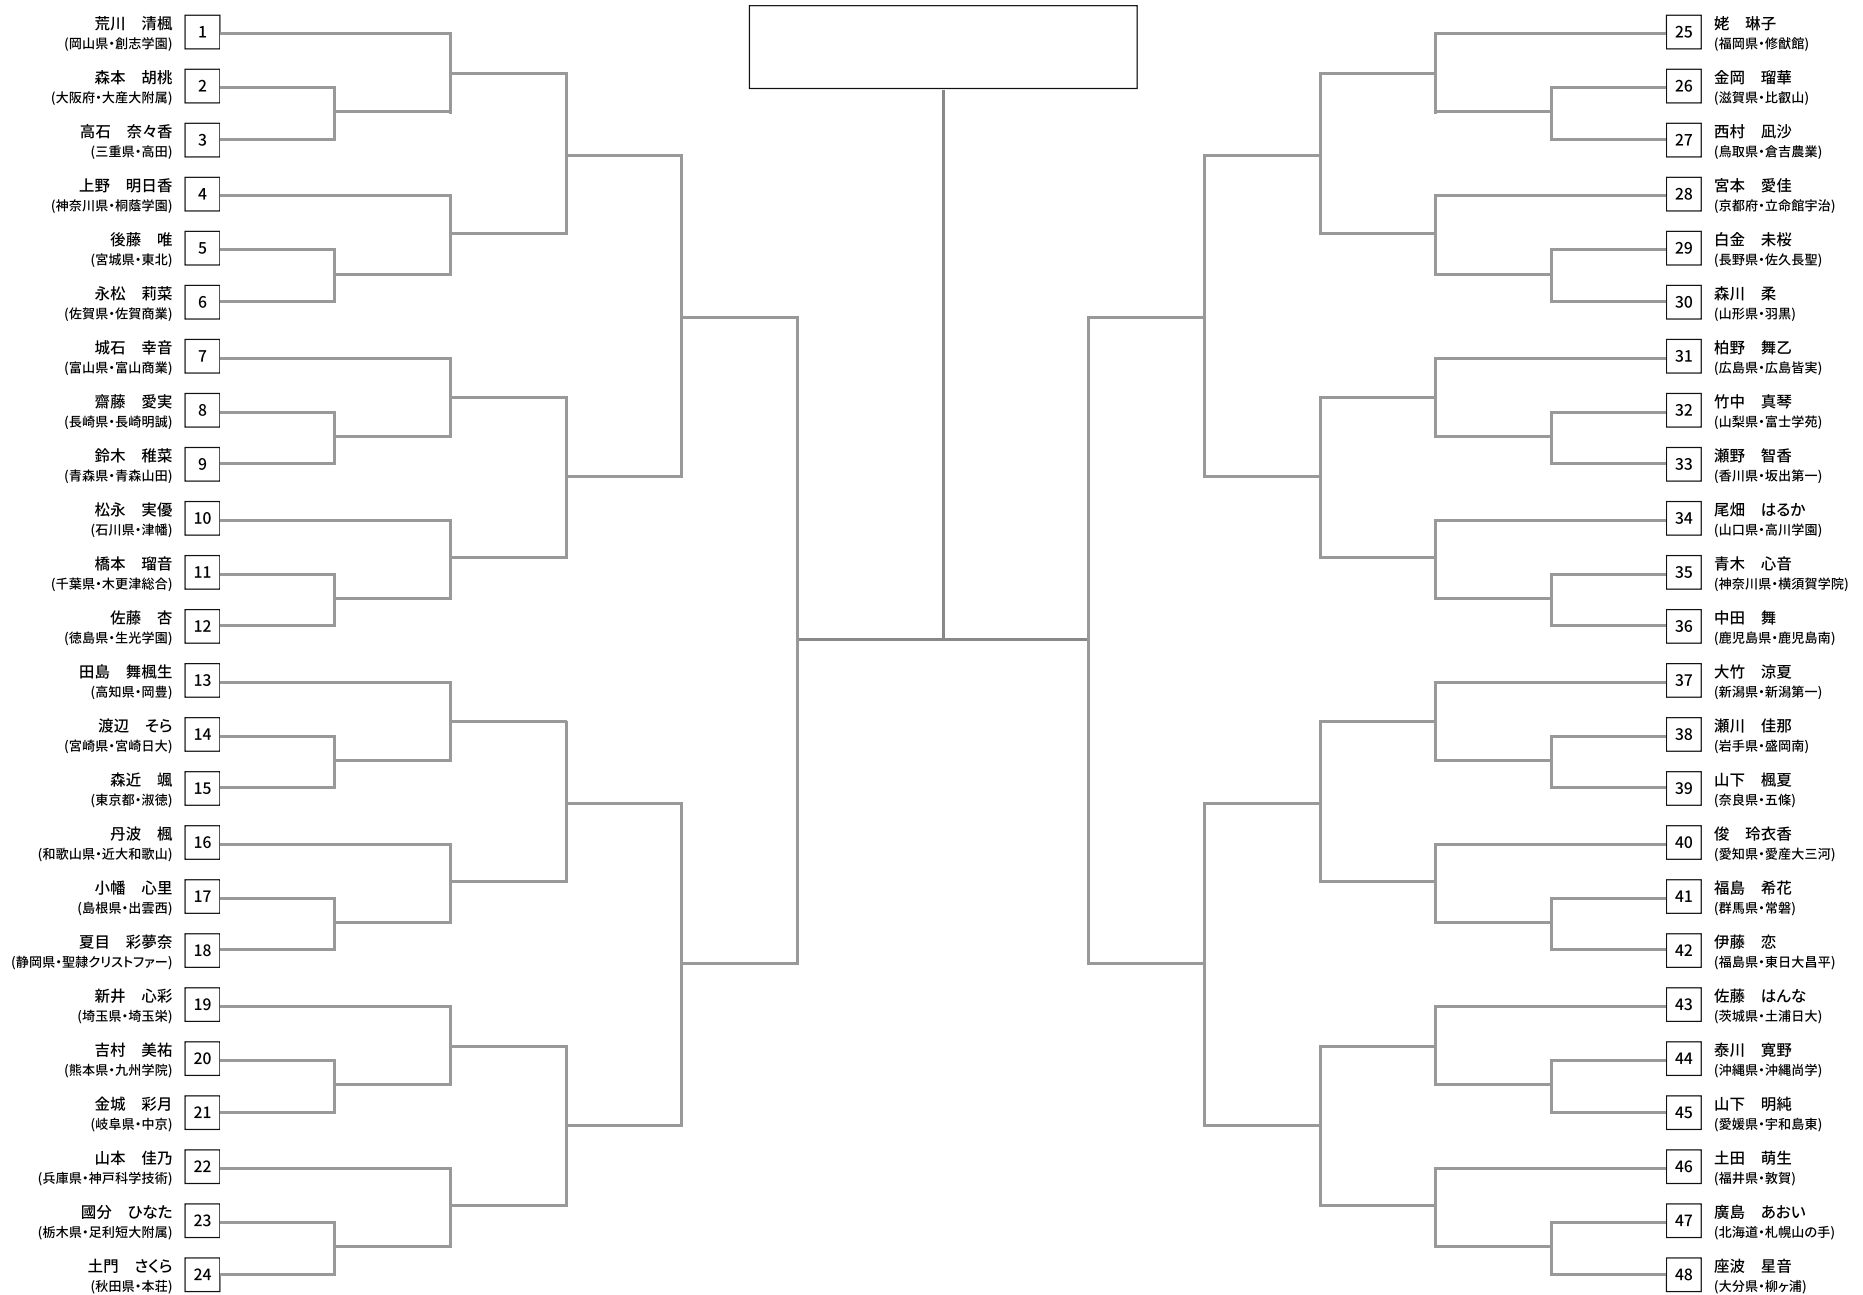 荒川　清楓
(岡山県・創志学園)
1
森本　胡桃
(大阪府・大産大附属)
2
高石　奈々香
(三重県・高田)
3
上野　明日香
(神奈川県・桐蔭学園)
4
後藤　唯
(宮城県・東北)
5
永松　莉菜
(佐賀県・佐賀商業)
6
城石　幸音
(富山県・富山商業)
7
齋藤　愛実
(長崎県・長崎明誠)
8
鈴木　稚菜
(青森県・青森山田)
9
松永　実優
(石川県・津幡)
10
橋本　瑠音
(千葉県・木更津総合)
11
佐藤　杏
(徳島県・生光学園)
12
田島　舞楓生
(高知県・岡豊)
13
渡辺　そら
(宮崎県・宮崎日大)
14
森近　颯
(東京都・淑徳)
15
丹波　楓
(和歌山県・近大和歌山)
16
小幡　心里
(島根県・出雲西)
17
夏目　彩夢奈
(静岡県・聖隷クリストファー)
18
新井　心彩
(埼玉県・埼玉栄)
19
吉村　美祐
(熊本県・九州学院)
20
金城　彩月
(岐阜県・中京)
21
山本　佳乃
(兵庫県・神戸科学技術)
22
國分　ひなた
(栃木県・足利短大附属)
23
土門　さくら
(秋田県・本荘)
24
25
姥　琳子
(福岡県・修猷館)
26
金岡　瑠華
(滋賀県・比叡山)
27
西村　凪沙
(鳥取県・倉吉農業)
28
宮本　愛佳
(京都府・立命館宇治)
29
白金　未桜
(長野県・佐久長聖)
30
森川　柔
(山形県・羽黒)
31
柏野　舞乙
(広島県・広島皆実)
32
竹中　真琴
(山梨県・富士学苑)
33
瀬野　智香
(香川県・坂出第一)
34
尾畑　はるか
(山口県・高川学園)
35
青木　心音
(神奈川県・横須賀学院)
36
中田　舞
(鹿児島県・鹿児島南)
37
大竹　涼夏
(新潟県・新潟第一)
38
瀬川　佳那
(岩手県・盛岡南)
39
山下　楓夏
(奈良県・五條)
40
俊　玲衣香
(愛知県・愛産大三河)
41
福島　希花
(群馬県・常磐)
42
伊藤　恋
(福島県・東日大昌平)
43
佐藤　はんな
(茨城県・土浦日大)
44
泰川　寛野
(沖縄県・沖縄尚学)
45
山下　明純
(愛媛県・宇和島東)
46
土田　萌生
(福井県・敦賀)
47
廣島　あおい
(北海道・札幌山の手)
48
座波　星音
(大分県・柳ヶ浦)